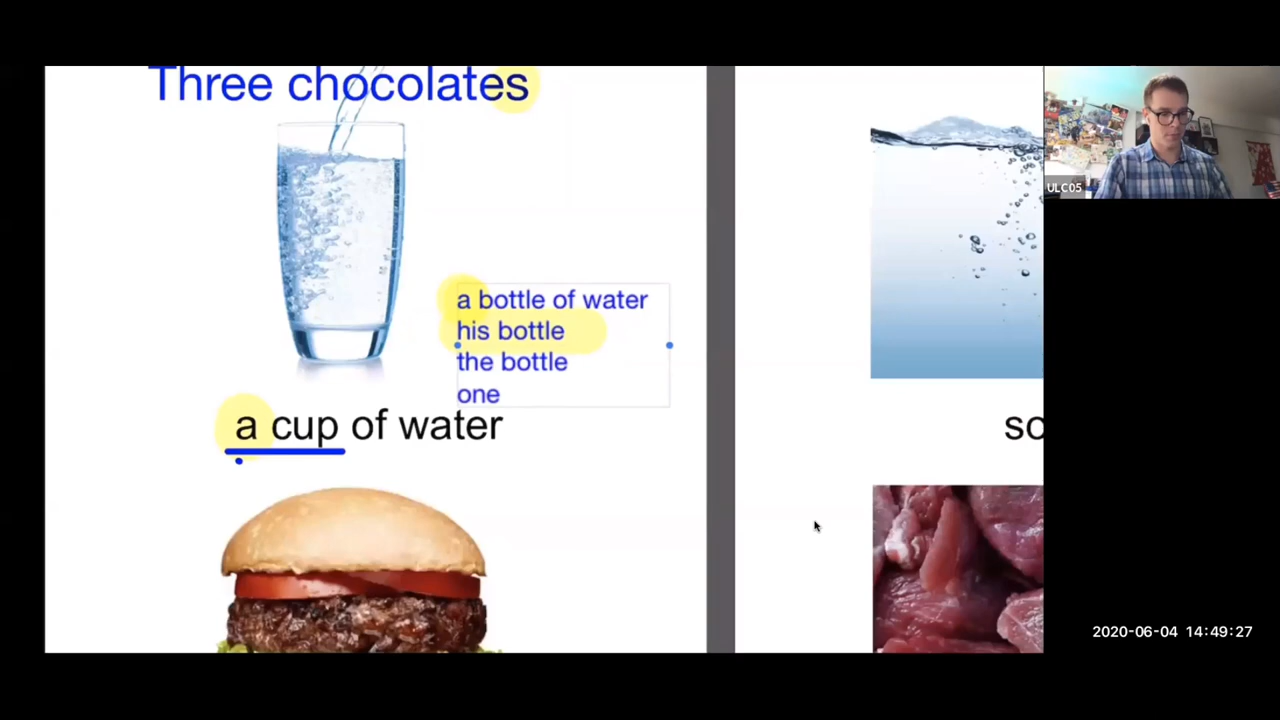 Three chocolates
a bottle of water
his bottle
the bottle
one
a cup of water
so
ULC05
2020-06-04 14:49:27